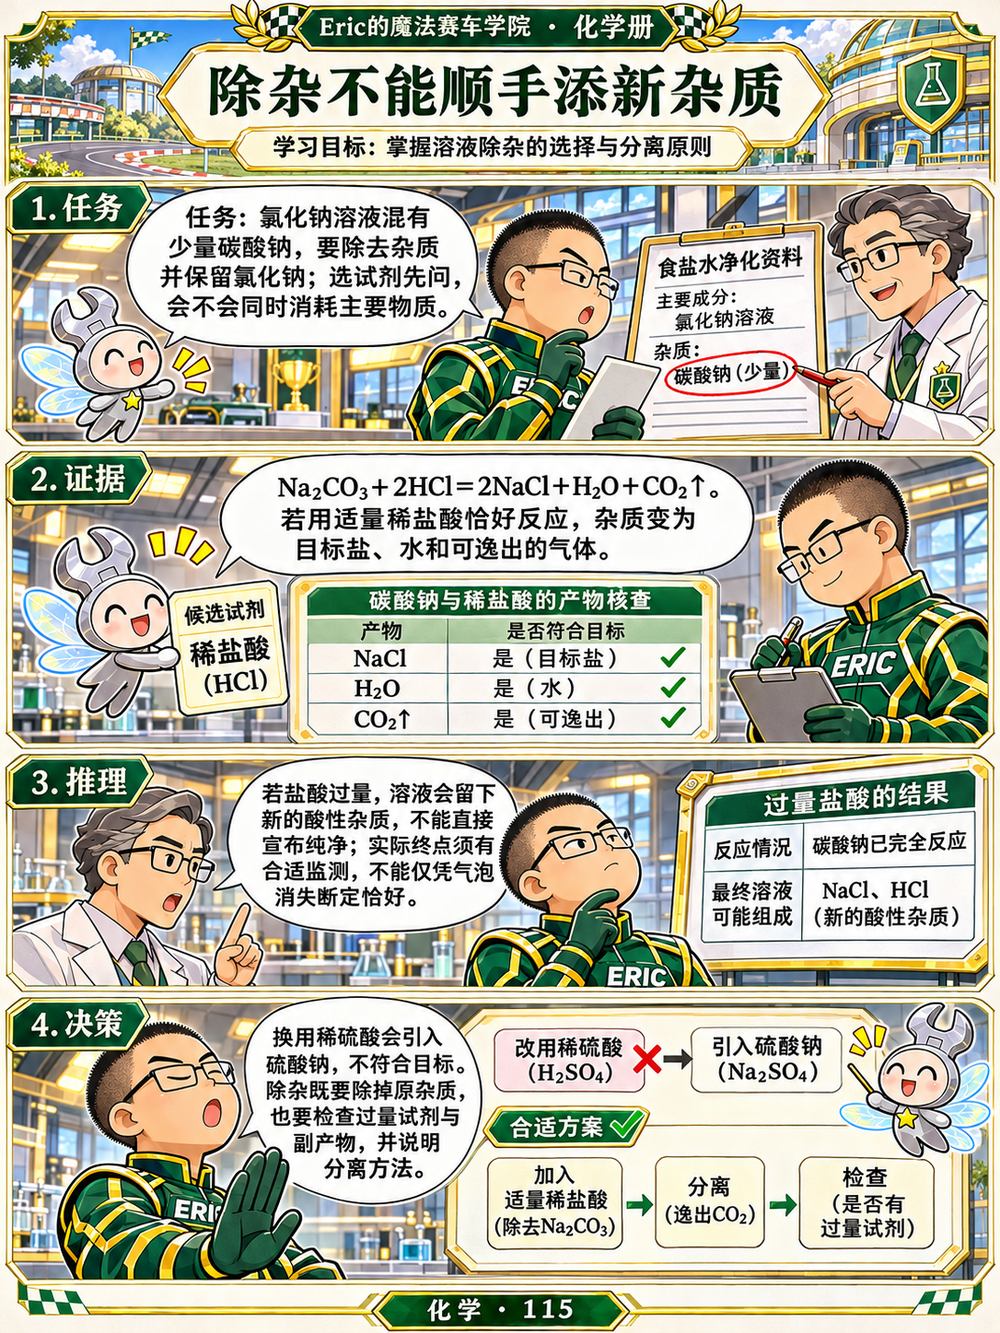 Eric的魔法赛车学院 · 化学册
除杂不能顺手添新杂质
学习目标：掌握溶液除杂的选择与分离原则
1.任务
任务：氯化钠溶液混有
少量碳酸钠，要除去杂质
并保留氯化钠；选试剂先问，
会不会同时消耗主要物质。
ERIC
食盐水净化资料
主要成分：
氯化钠溶液
杂质：
碳酸钠（少量）
2.证据
Na₂CO₃＋2HCl＝2NaCl＋H₂O＋CO₂↑。
若用适量稀盐酸恰好反应，杂质变为
目标盐、水和可逸出的气体。
候选试剂
稀盐酸
（HCl）
碳酸钠与稀盐酸的产物核查
产物 是否符合目标
NaCl 是（目标盐）✓
H₂O 是（水）✓
CO₂↑ 是（可逸出）✓
ERIC
3.推理
若盐酸过量，溶液会留下
新的酸性杂质，不能直接
宣布纯净；实际终点须有
合适监测，不能仅凭气泡
消失断定恰好。
ERIC
过量盐酸的结果
反应情况 碳酸钠已完全反应
最终溶液
可能组成
NaCl、HCl
（新的酸性杂质）
4.决策
换用稀硫酸会引入
硫酸钠，不符合目标。
除杂既要除掉原杂质，
也要检查过量试剂与
副产物，并说明
分离方法。
ERIC
改用稀硫酸
（H₂SO₄）
引入硫酸钠
（Na₂SO₄）
合适方案
加入
适量稀盐酸
（除去Na₂CO₃）
分离
（逸出CO₂）
检查
（是否有
过量试剂）
化学 · 115